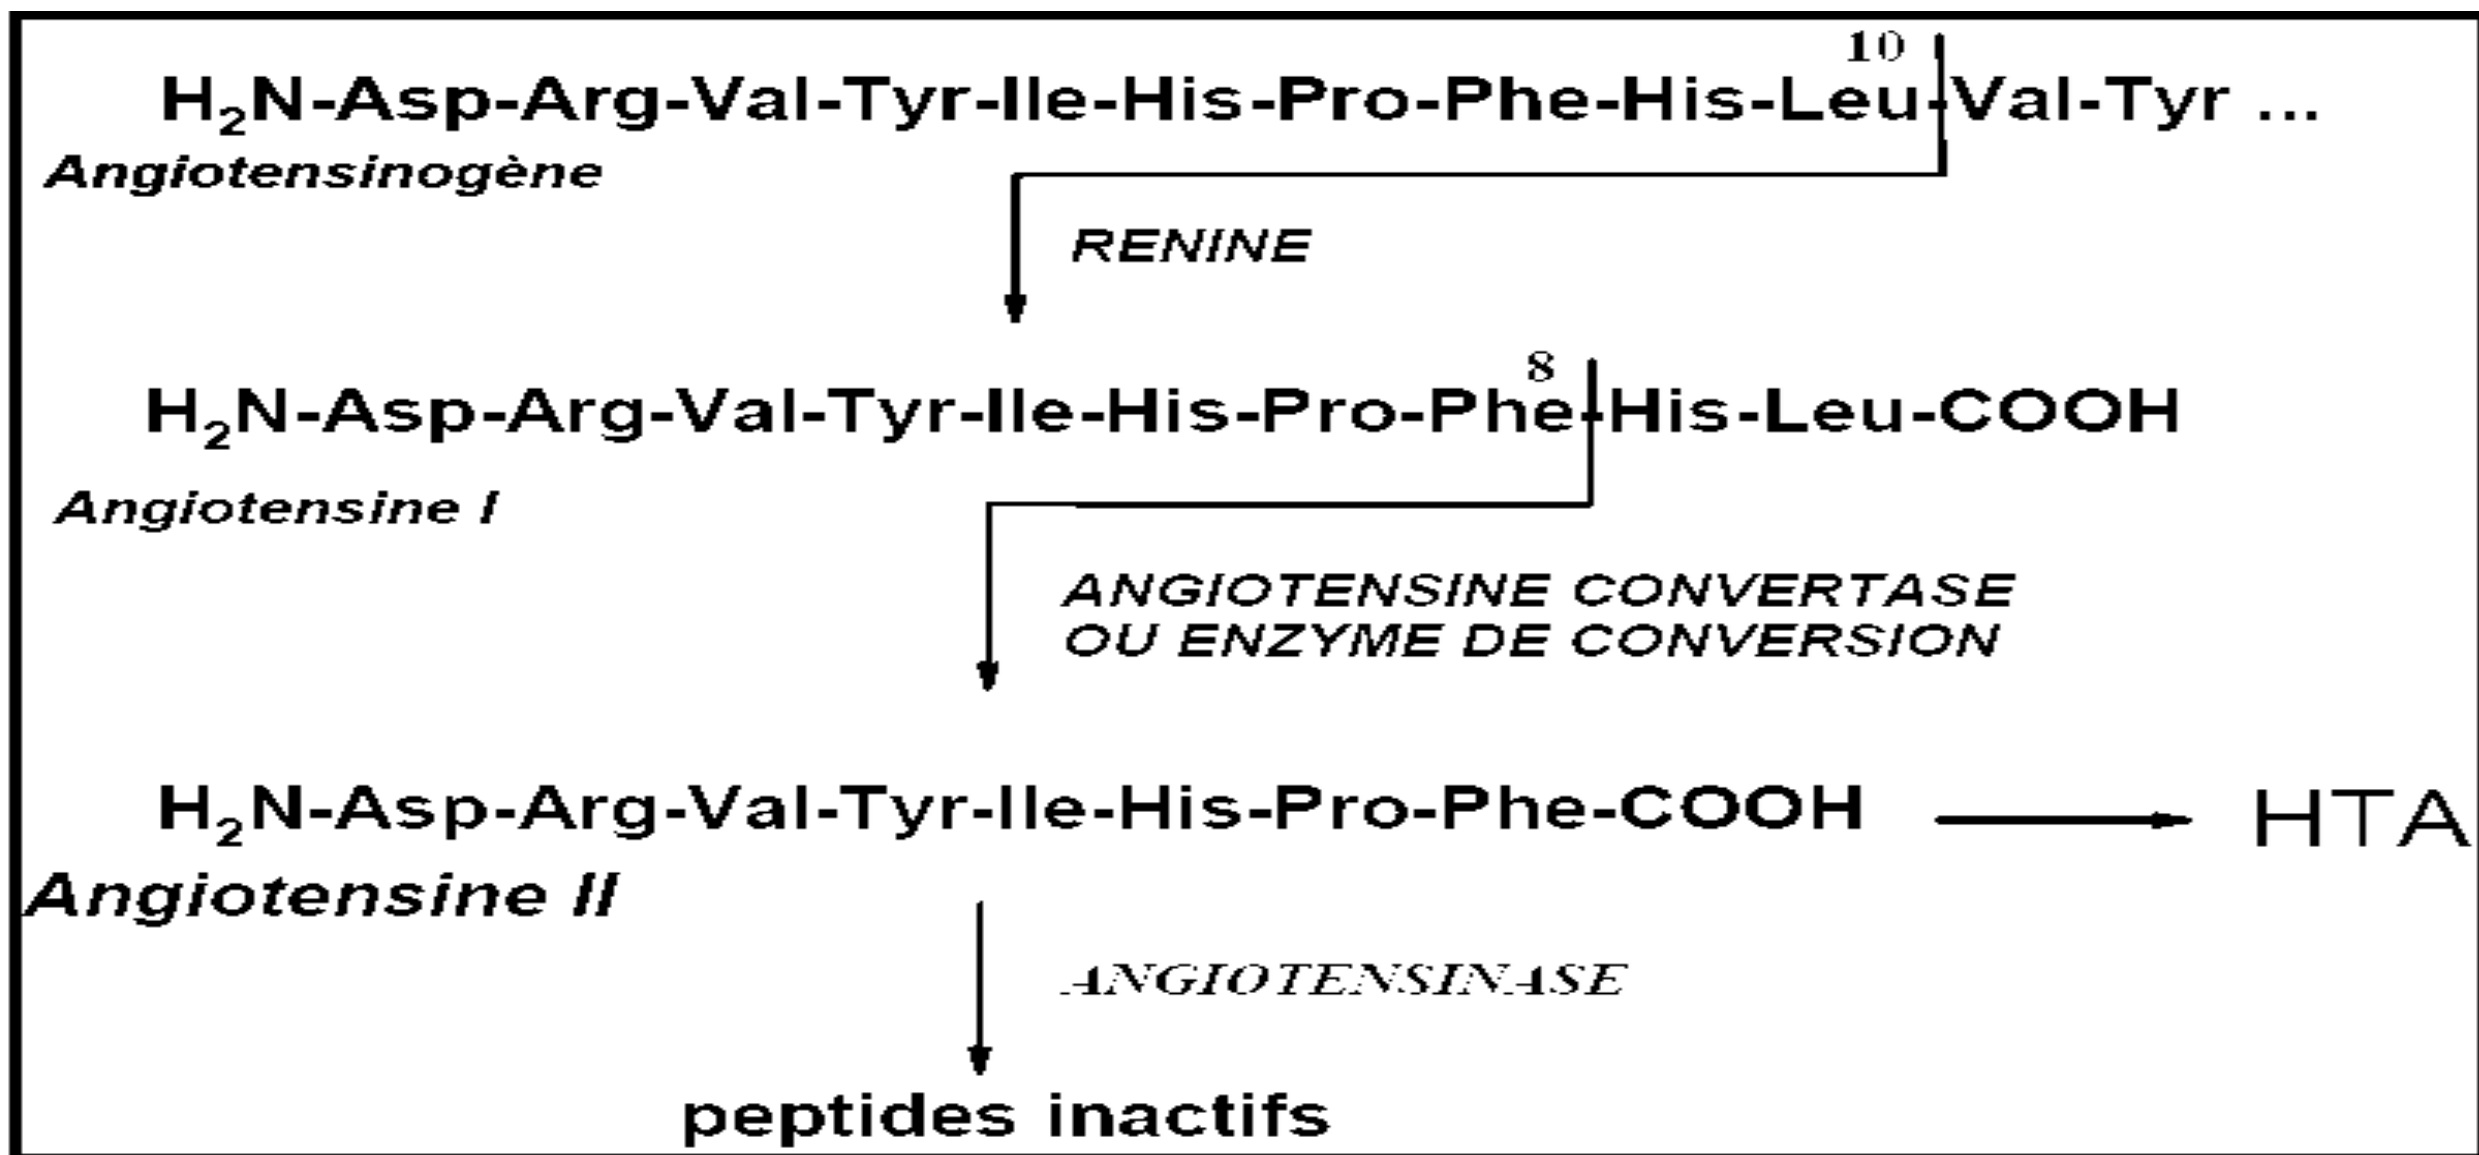 10
H₂N-Asp-Arg-Val-Tyr-Ile-His-Pro-Phe-His-Leu-Val-Tyr ...
Angiotensinogène
RENINE
8
H₂N-Asp-Arg-Val-Tyr-Ile-His-Pro-Phe-His-Leu-COOH
Angiotensine I
ANGIOTENSINE CONVERTASE
OU ENZYME DE CONVERSION
H₂N-Asp-Arg-Val-Tyr-Ile-His-Pro-Phe-COOH HTA
Angiotensine II
ANGIOTENSINASE
peptides inactifs